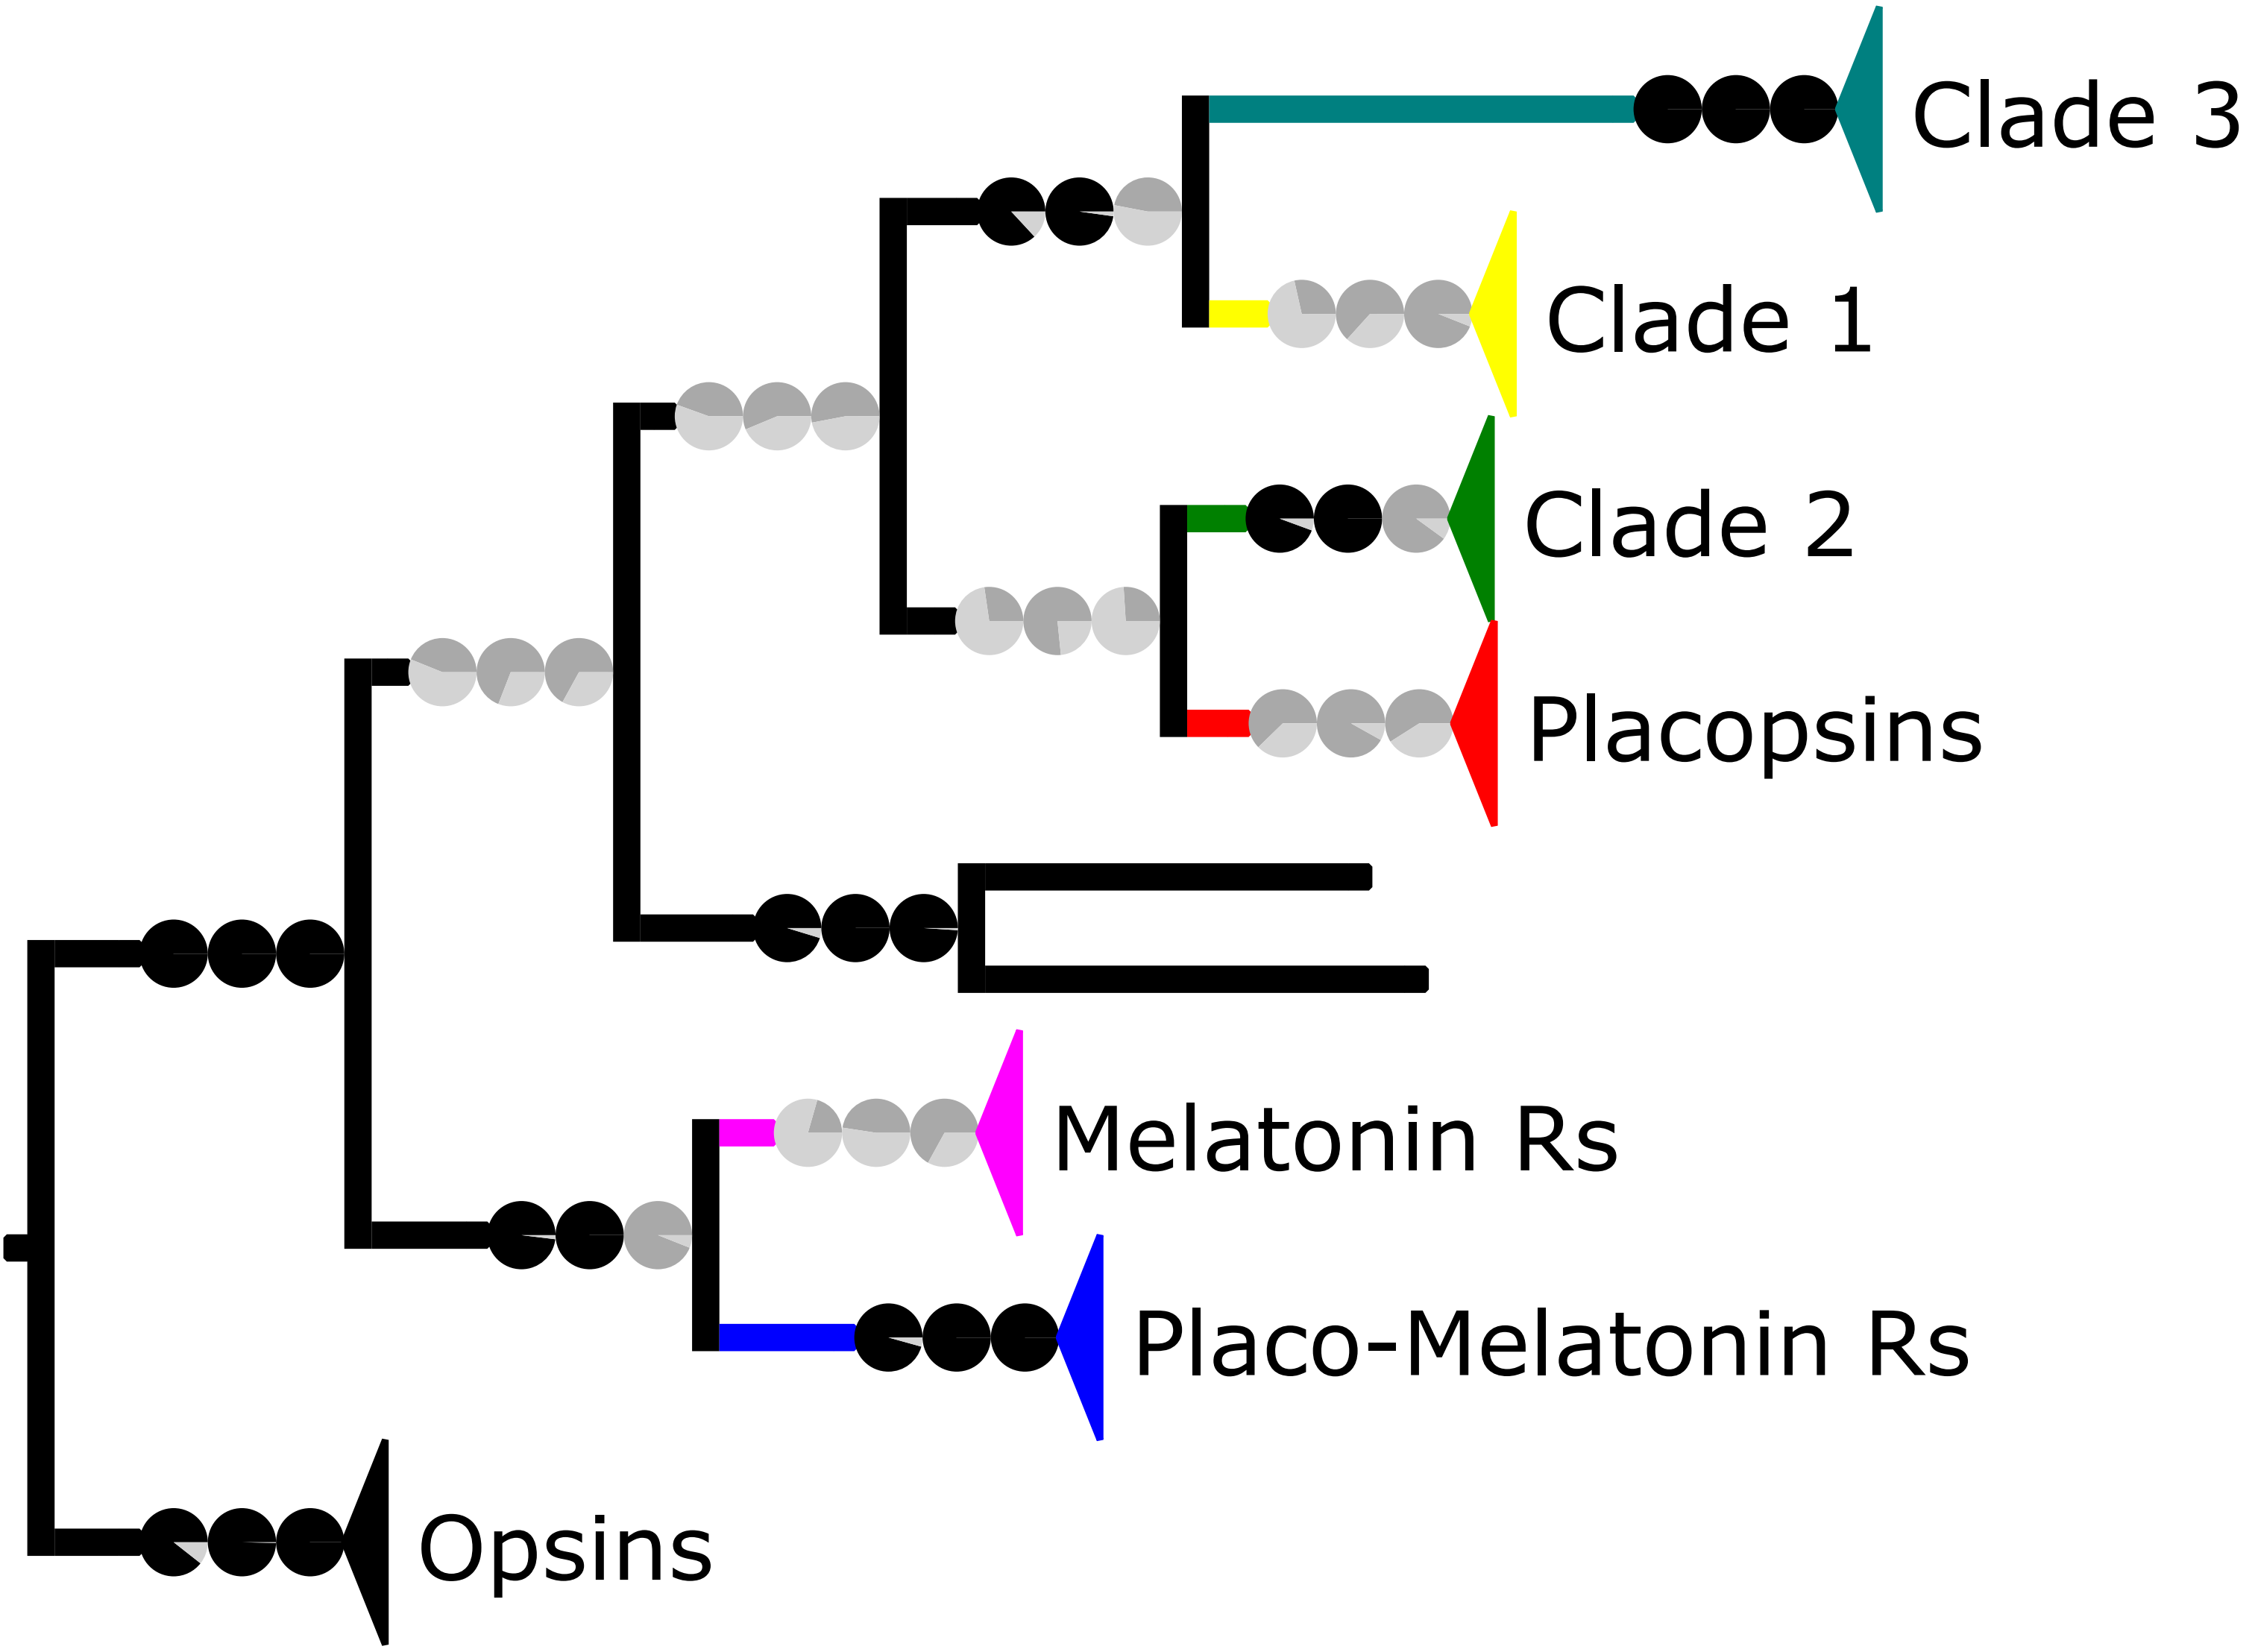 Clade 3
Clade 1
Clade 2
Placopsins
Melatonin Rs
Placo-Melatonin Rs
Opsins